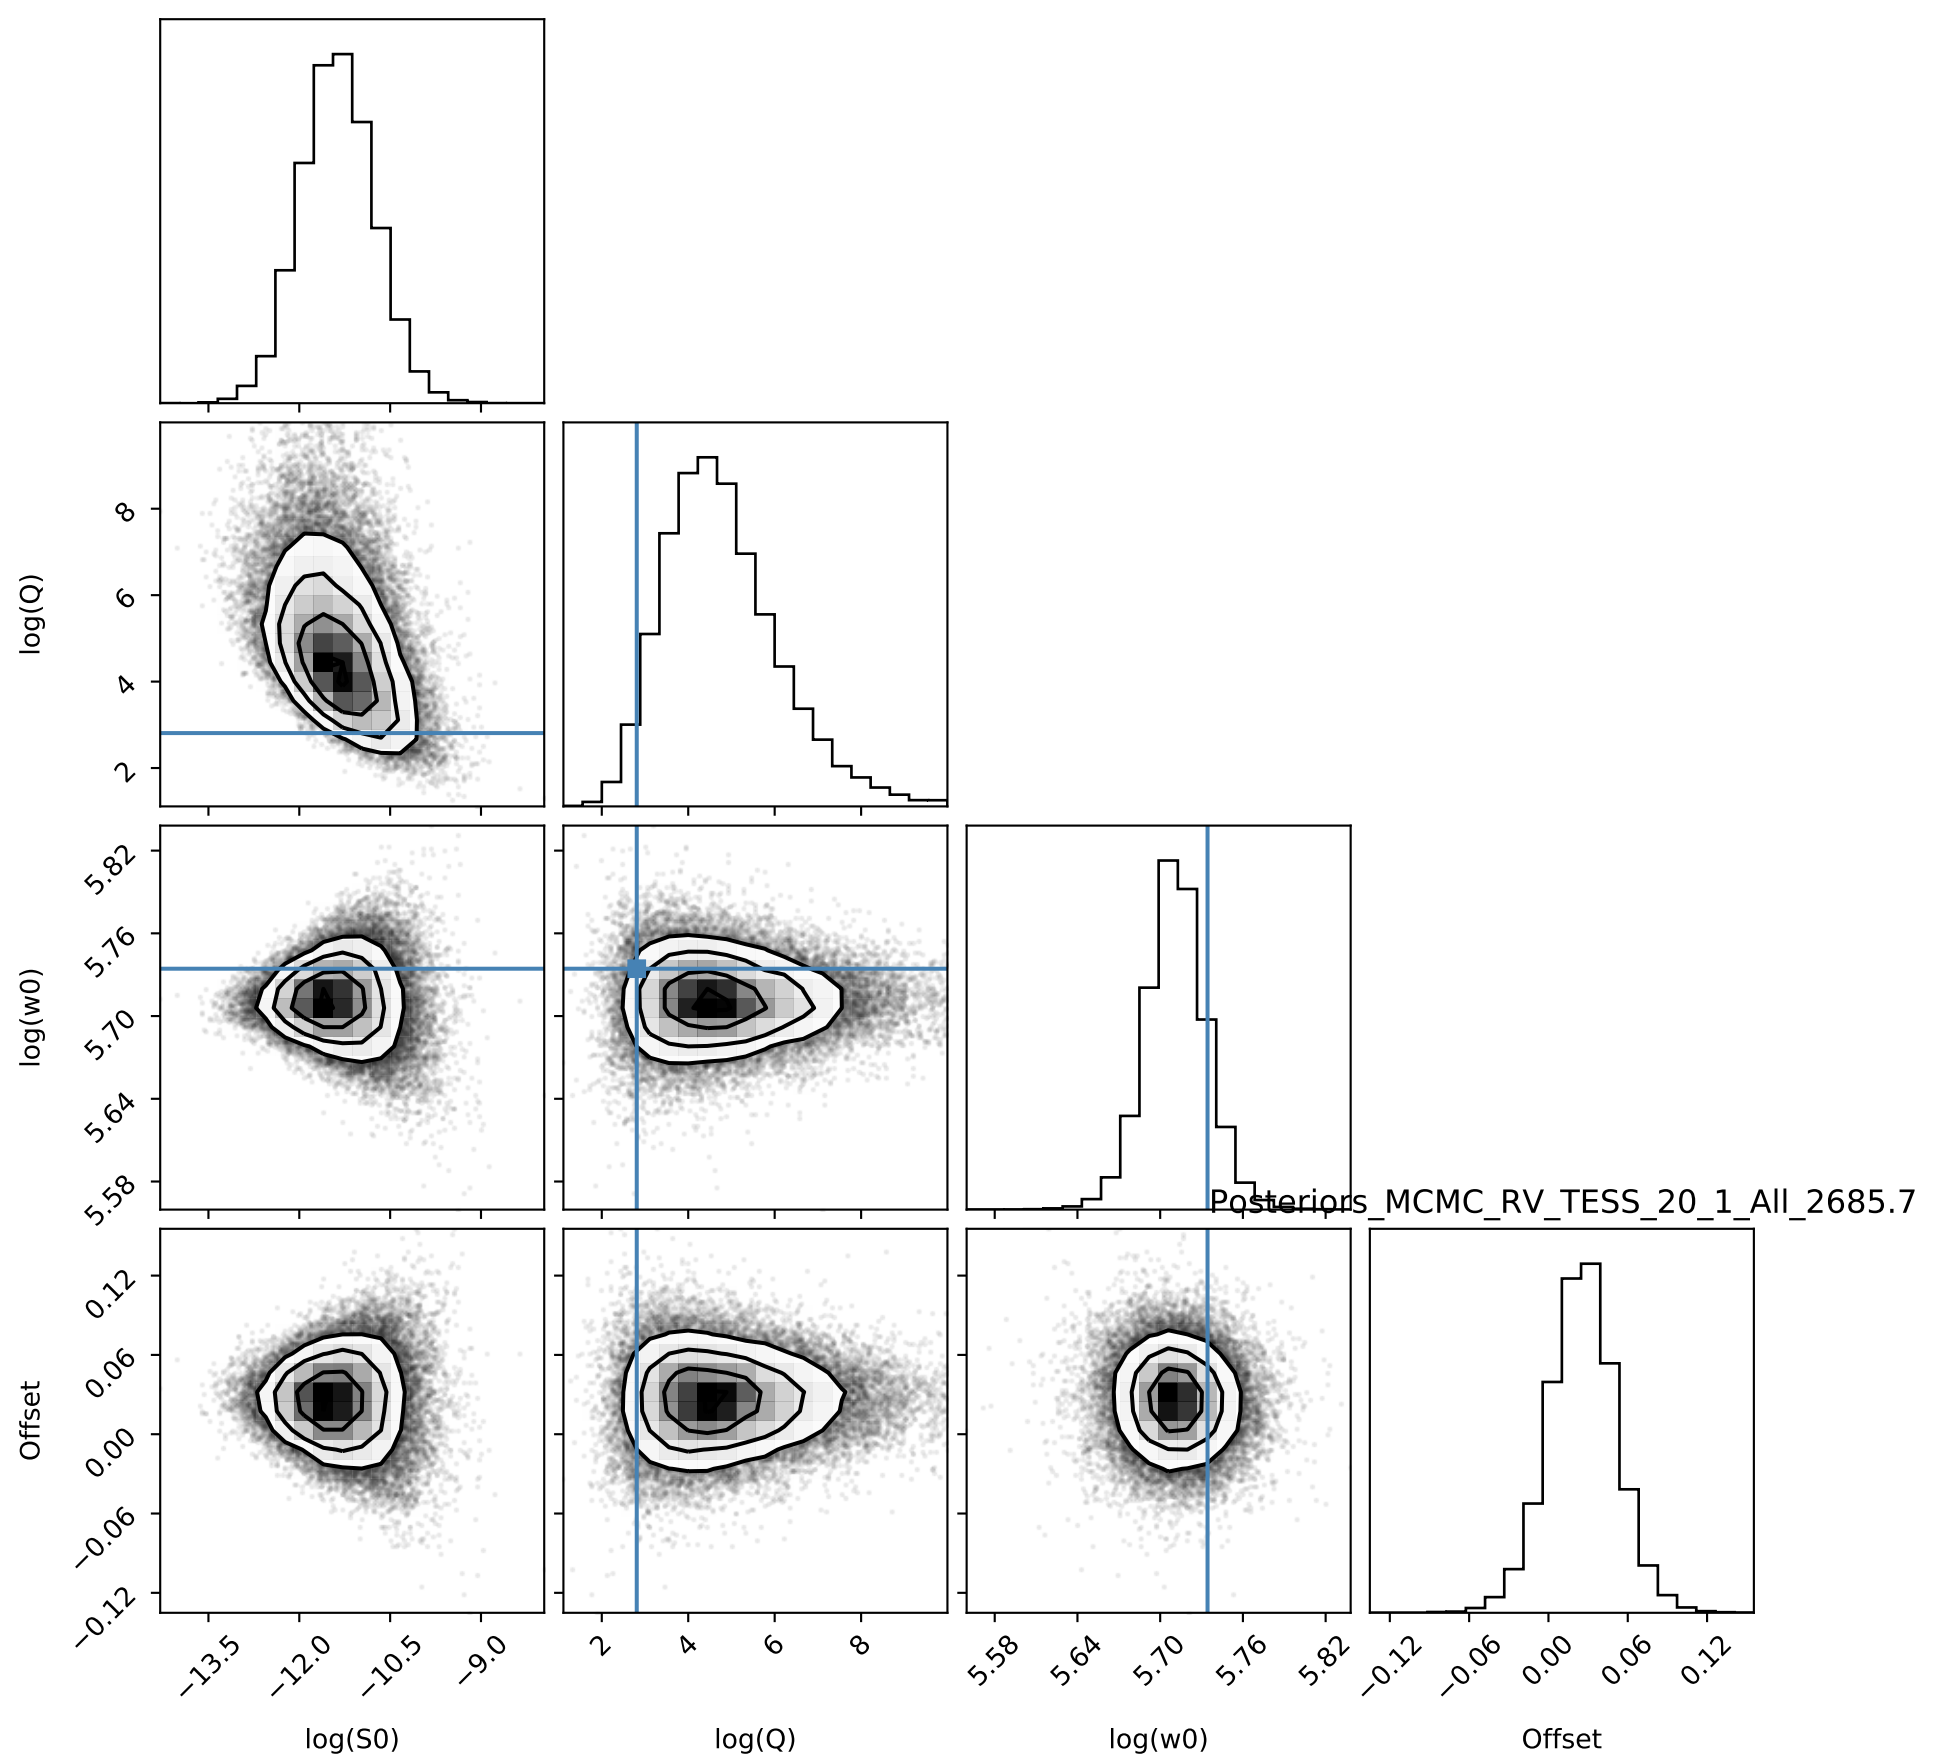 log(Q)
8
6
4
2
log(w0)
5.82
5.76
5.70
5.64
5.58
Posteriors_MCMC_RV_TESS_20_1_All_2685.7
Offset
0.12
0.06
0.00
−0.06
−0.12
−13.5 −12.0 −10.5 −9.0
2 4 6 8
5.58 5.64 5.70 5.76 5.82
−0.12 −0.06 0.00 0.06 0.12
log(S0) log(Q) log(w0) Offset